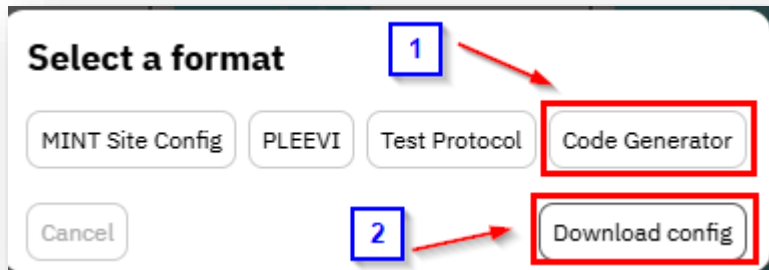 Select a format
1
MINT Site Config PLEEVI Test Protocol Code Generator
Cancel
2
Download config